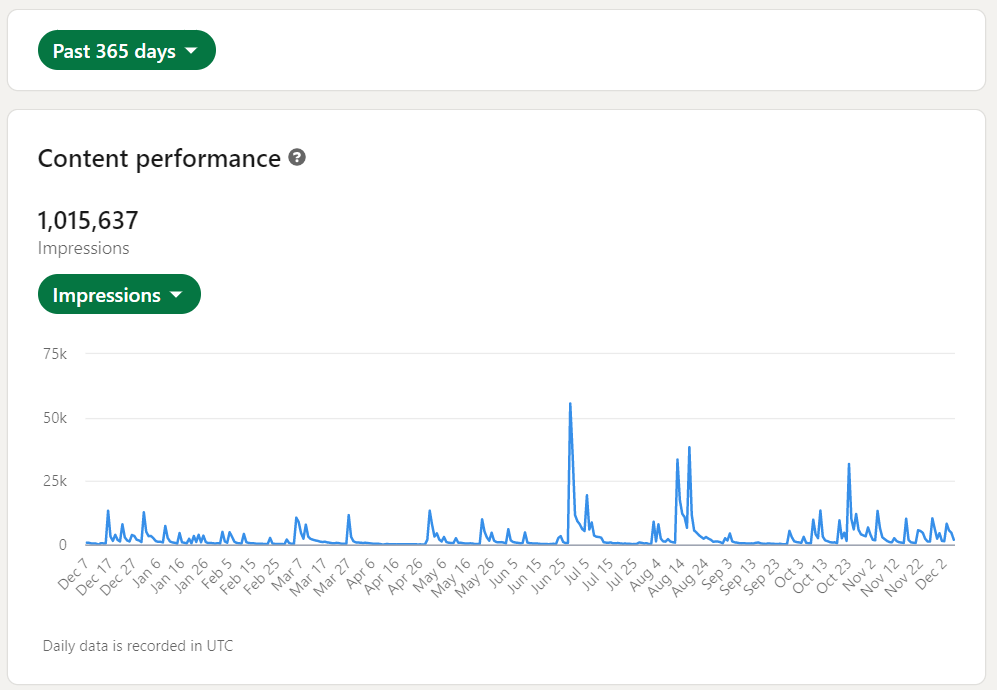 Past 365 days
Content performance ?
1,015,637
Impressions
Impressions
75k
50k
25k
0
Dec 7 Dec 17 Dec 27 Jan 6 Jan 16 Jan 26 Feb 5 Feb 15 Feb 25 Mar 7 Mar 17 Mar 27 Apr 6 Apr 16 Apr 26 May 6 May 16 May 26 Jun 5 Jun 15 Jun 25 Jul 5 Jul 15 Jul 25 Aug 4 Aug 14 Aug 24 Sep 3 Sep 13 Sep 23 Oct 3 Oct 13 Oct 23 Nov 2 Nov 12 Nov 22 Dec 2
Daily data is recorded in UTC